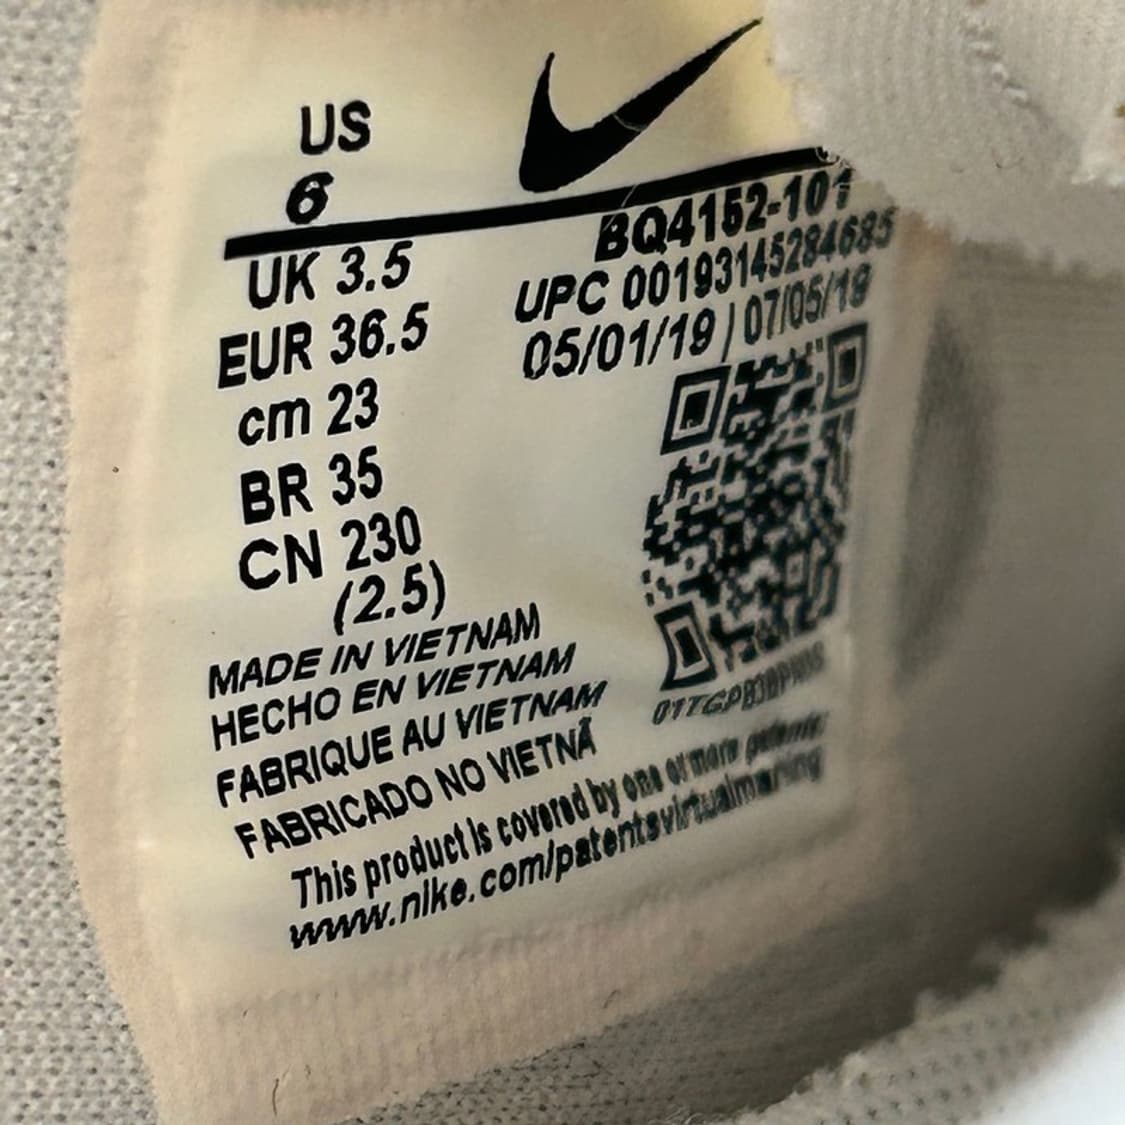 US
6
UK 3.5
EUR 36.5
cm 23
BR 35
CN 230
(2.5)
BQ4152-101
UPC 00193145284685
05/01/19 | 07/05/19
MADE IN VIETNAM
HECHO EN VIETNAM
FABRIQUE AU VIETNAM
FABRICADO NO VIETNÃ
This product is covered by one or more patents:
www.nike.com/patentsvirtualmarking